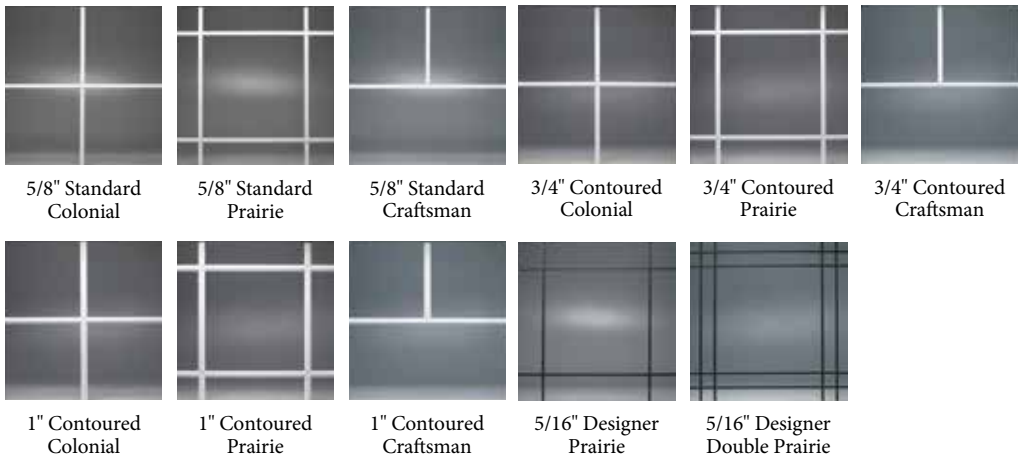 5/8" Standard
Colonial
5/8" Standard
Prairie
5/8" Standard
Craftsman
3/4" Contoured
Colonial
3/4" Contoured
Prairie
3/4" Contoured
Craftsman
1" Contoured
Colonial
1" Contoured
Prairie
1" Contoured
Craftsman
5/16" Designer
Prairie
5/16" Designer
Double Prairie